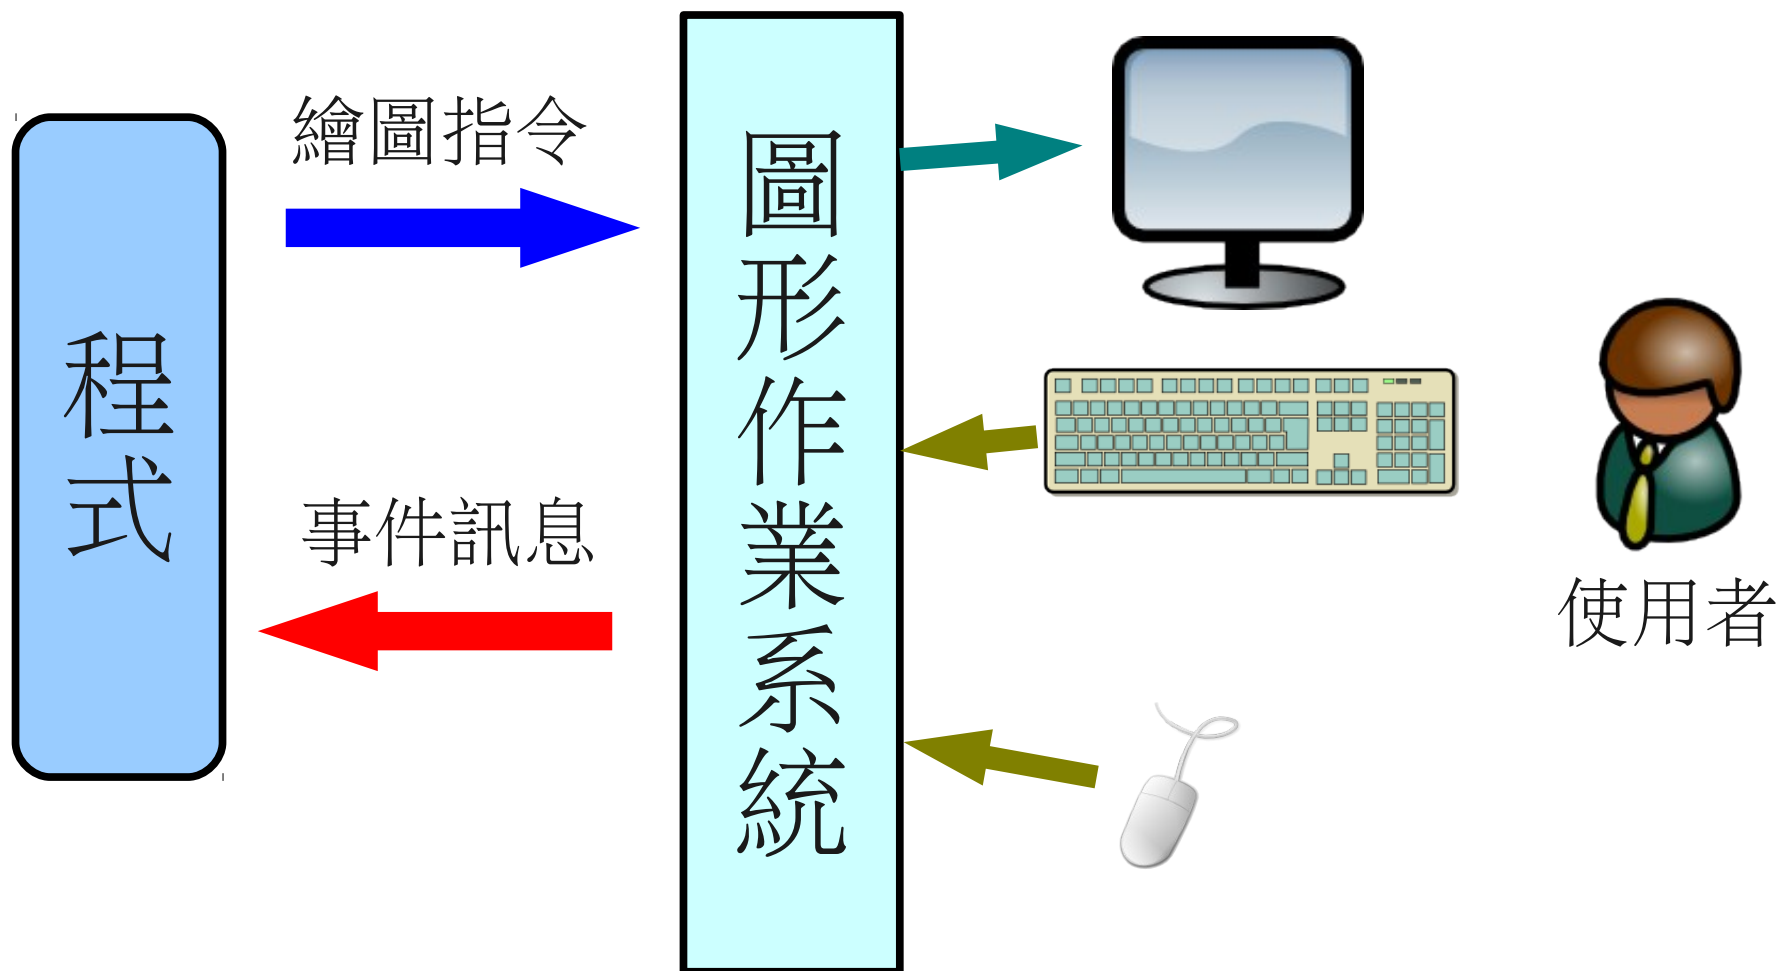 程式
繪圖指令
事件訊息
圖形作業系統
使用者